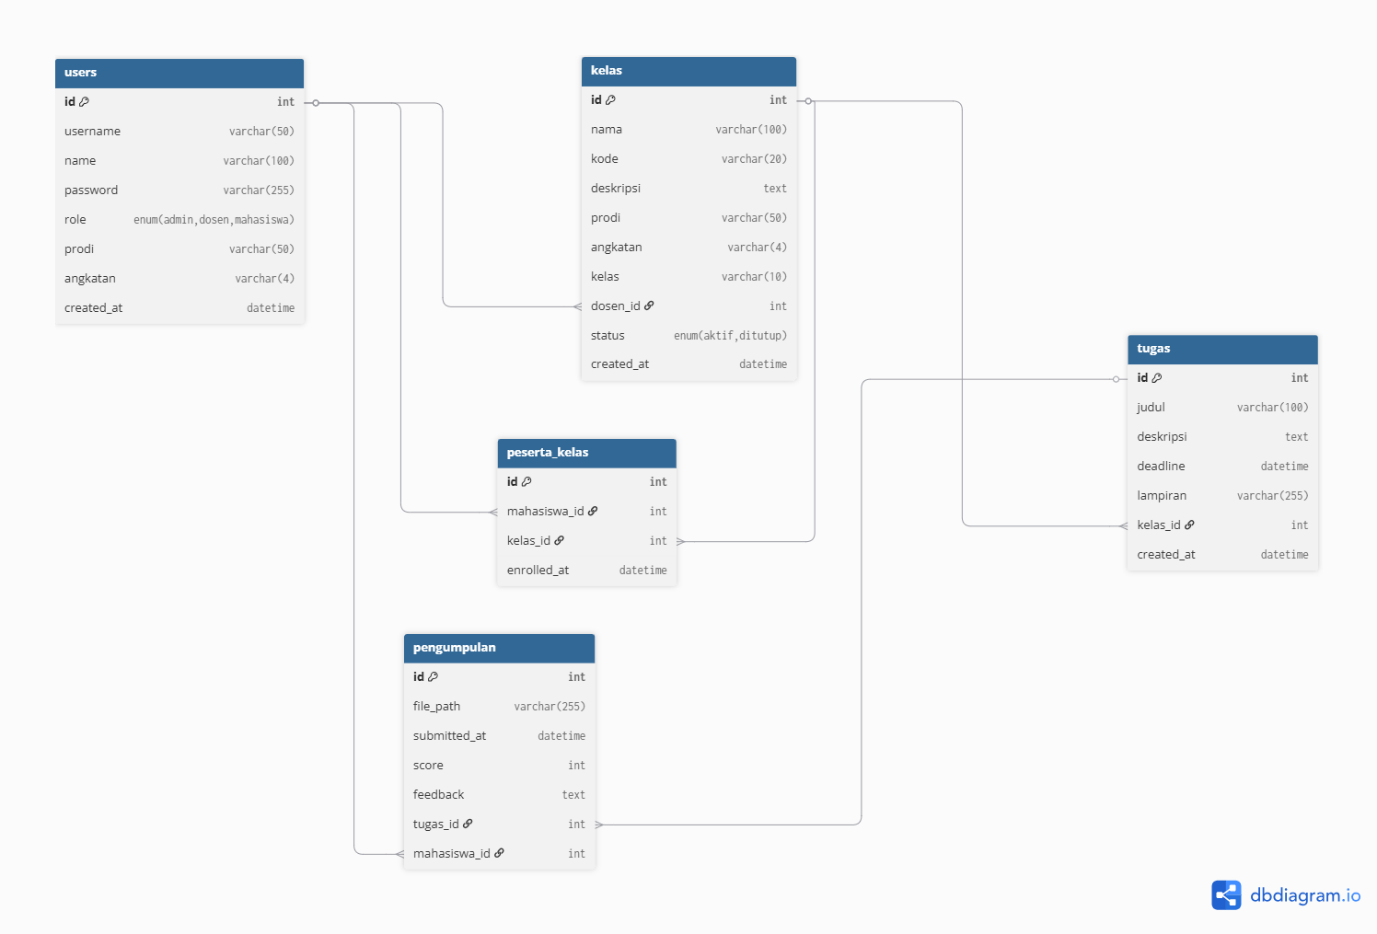 users
id int
username varchar(50)
name varchar(100)
password varchar(255)
role enum(admin,dosen,mahasiswa)
prodi varchar(50)
angkatan varchar(4)
created_at datetime
kelas
id int
nama varchar(100)
kode varchar(20)
deskripsi text
prodi varchar(50)
angkatan varchar(4)
kelas varchar(10)
dosen_id int
status enum(aktif,ditutup)
created_at datetime
tugas
id int
judul varchar(100)
deskripsi text
deadline datetime
lampiran varchar(255)
kelas_id int
created_at datetime
peserta_kelas
id int
mahasiswa_id int
kelas_id int
enrolled_at datetime
pengumpulan
id int
file_path varchar(255)
submitted_at datetime
score int
feedback text
tugas_id int
mahasiswa_id int
dbdiagram.io